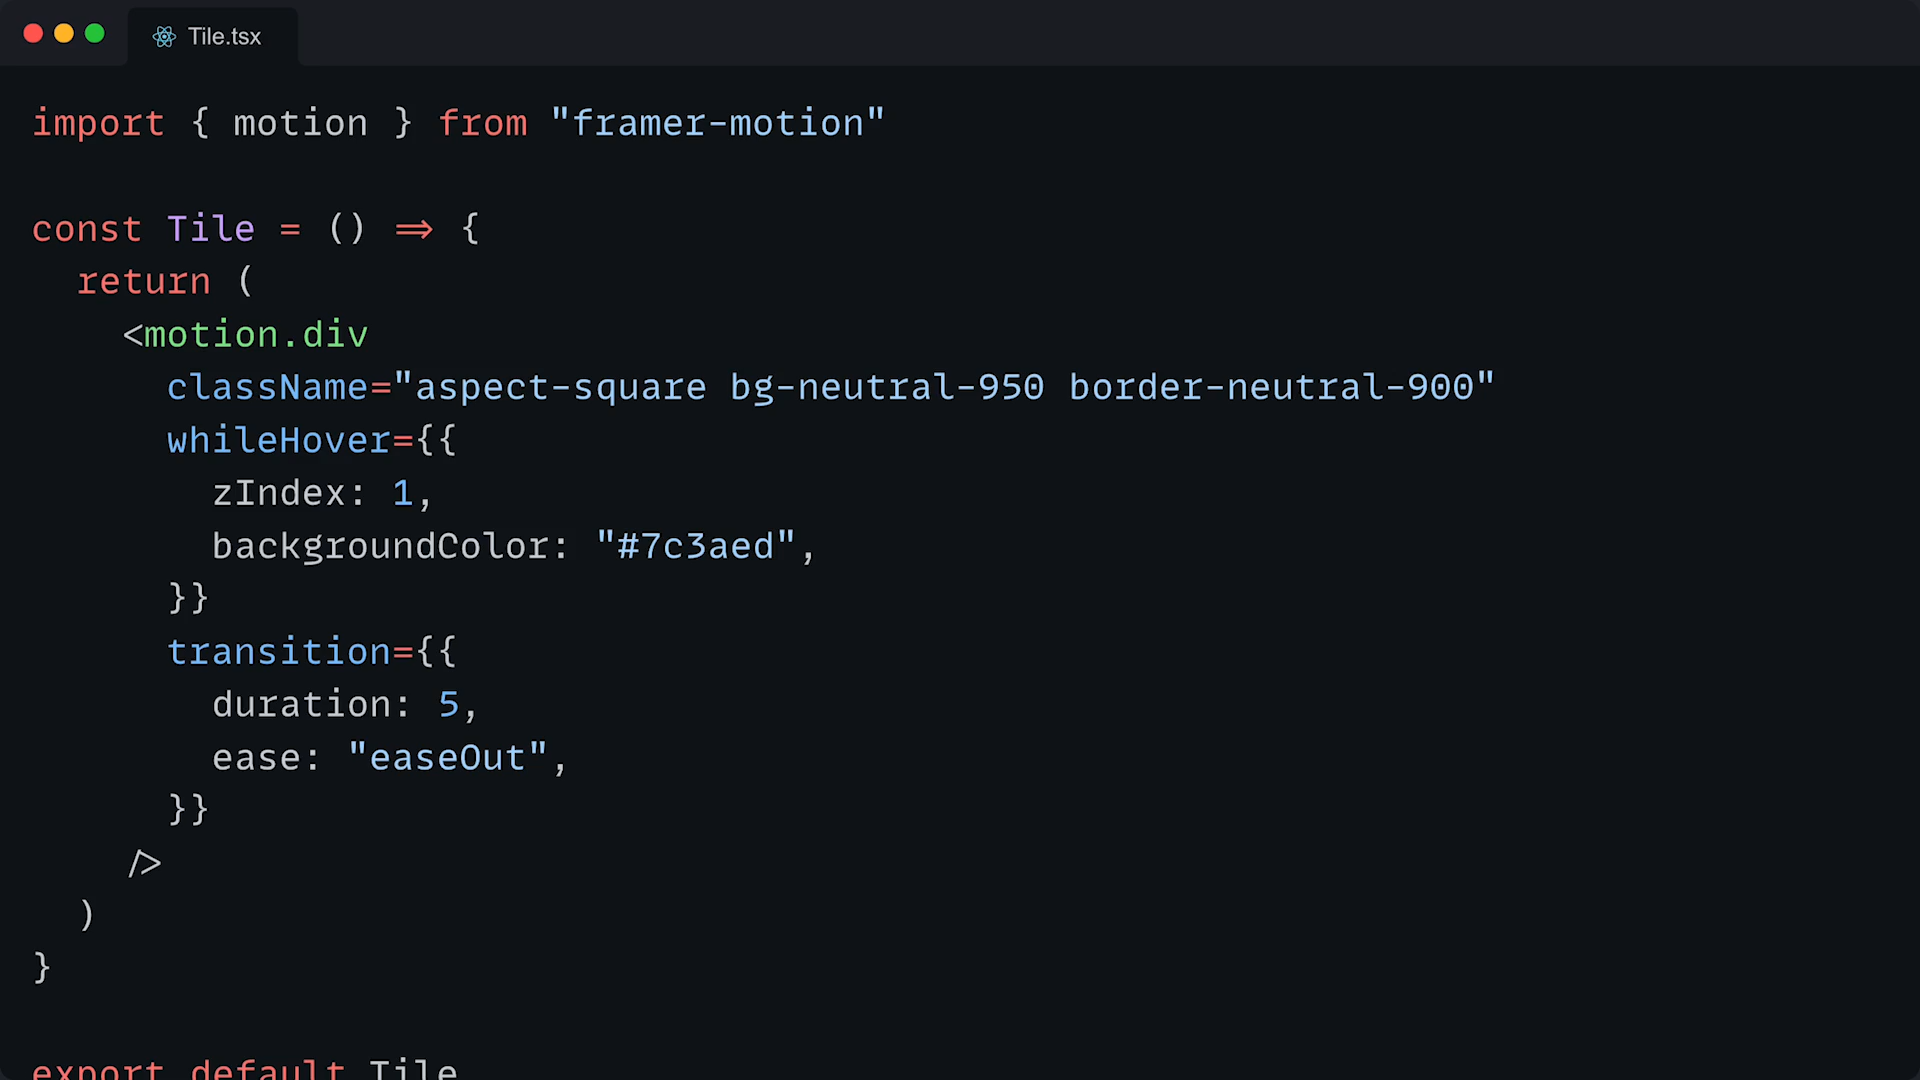 Tile.tsx
import { motion } from "framer-motion"
const Tile = () => {
return (
<motion.div
className="aspect-square bg-neutral-950 border-neutral-900"
whileHover={{
zIndex: 1,
backgroundColor: "#7c3aed",
}}
transition={{
duration: 5,
ease: "easeOut",
}}
/>
)
}
export default Tile